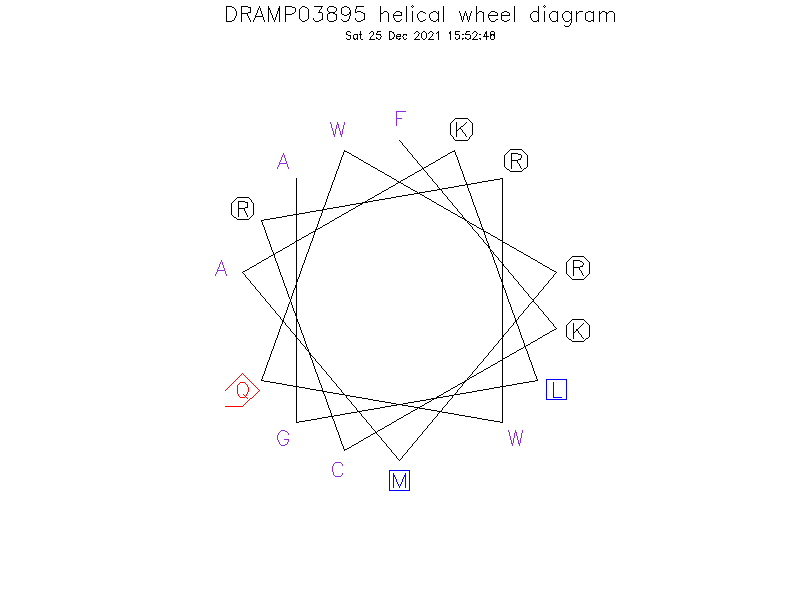 DRAMP03895 helical wheel diagram
Sat 25 Dec 2021 15:52:48
F
W
K
A
R
R
A
R
K
Q
L
G
W
C
M